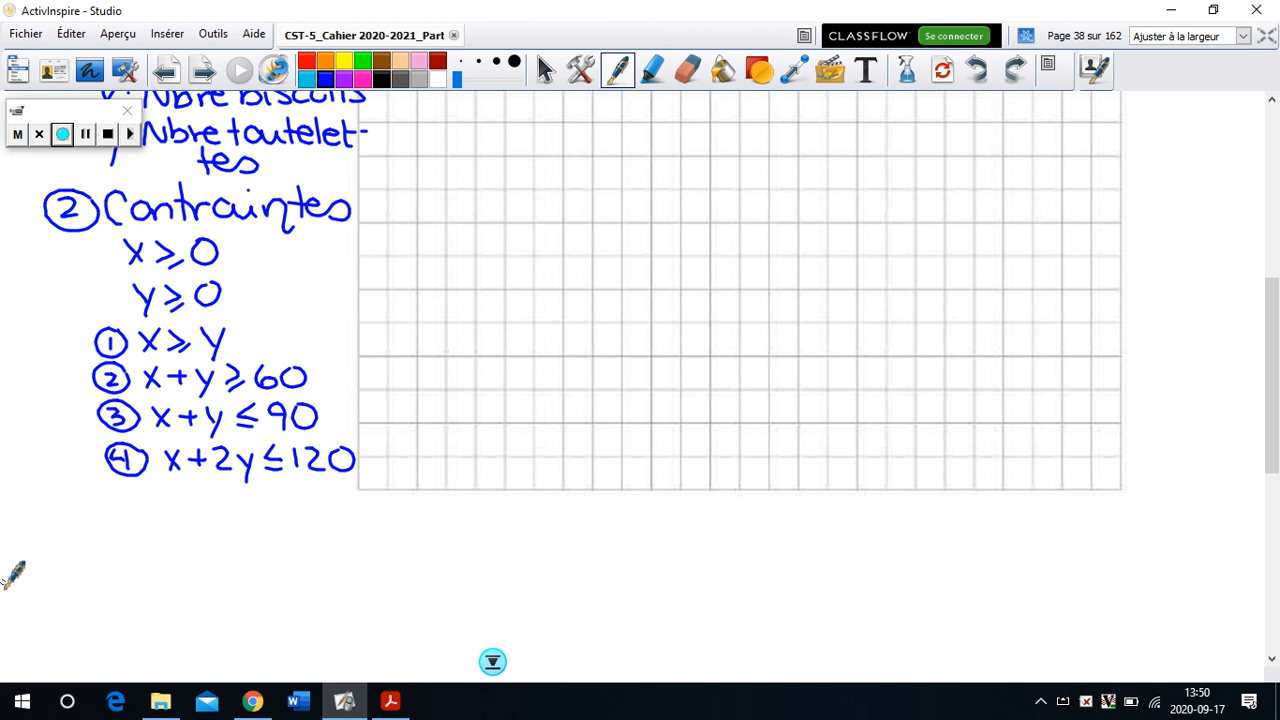 ActivInspire - Studio
Fichier Éditer Aperçu Insérer Outils Aide
CST-5_Cahier 2020-2021_Part
CLASSFLOW Se connecter
Page 38 sur 162 Ajuster à la largeur
M
Nbre biscuits
Nbre toutelet-
tes
② Contraintes
x ≥ 0
y ≥ 0
① x ≥ y
② x + y ≥ 60
③ x + y ≤ 90
④ x + 2y ≤ 120
13:50
2020-09-17